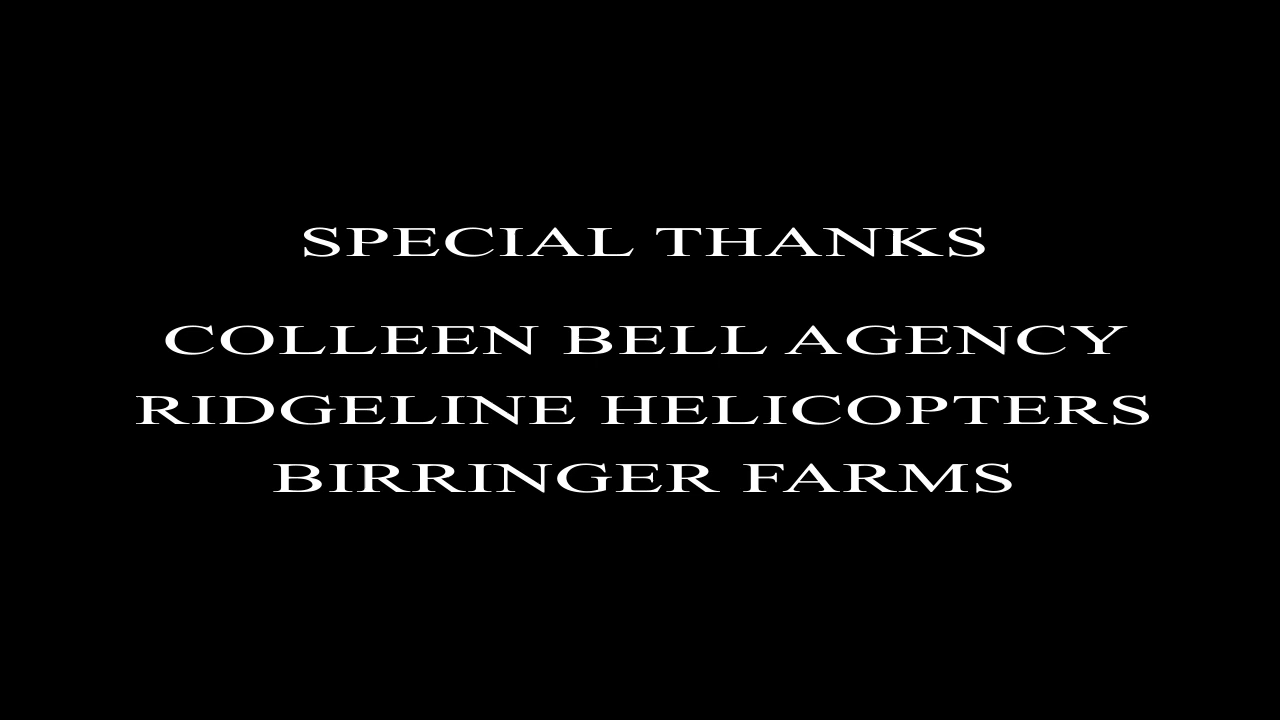 SPECIAL THANKS
COLLEEN BELL AGENCY
RIDGELINE HELICOPTERS
BIRRINGER FARMS